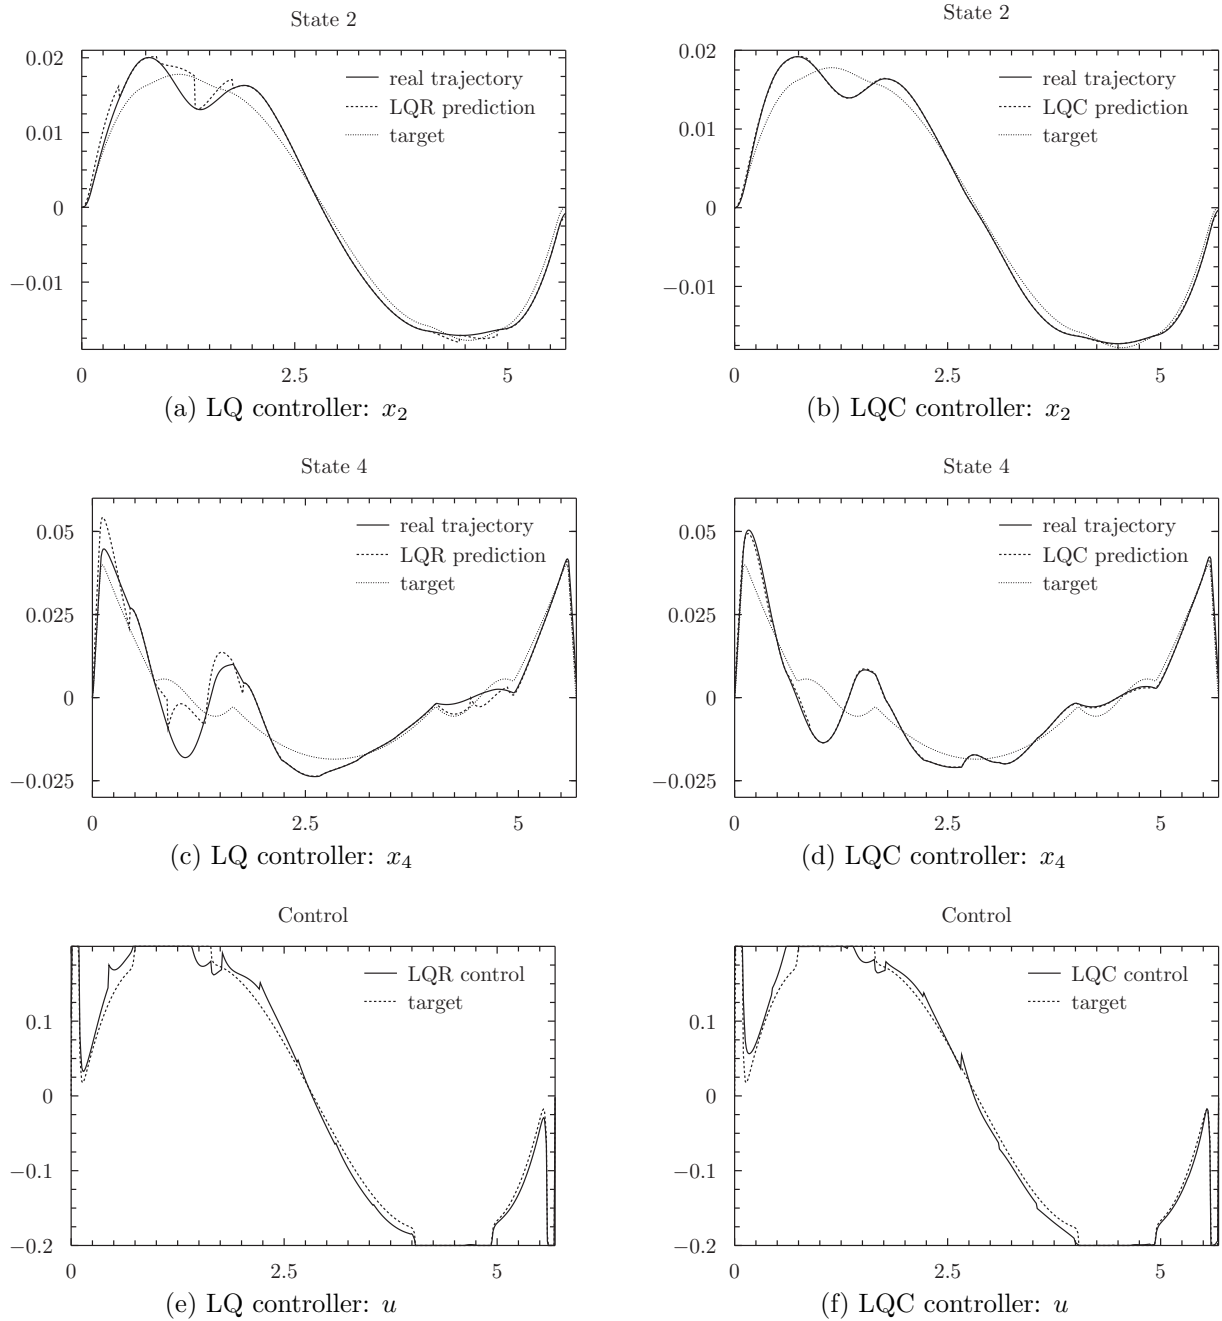 State 2
0.02
0.01
0
−0.01
real trajectory
LQR prediction
target
0 2.5 5
(a) LQ controller: x₂
State 2
0.02
0.01
0
−0.01
real trajectory
LQC prediction
target
0 2.5 5
(b) LQC controller: x₂
State 4
0.05
0.025
0
−0.025
real trajectory
LQR prediction
target
0 2.5 5
(c) LQ controller: x₄
State 4
0.05
0.025
0
−0.025
real trajectory
LQC prediction
target
0 2.5 5
(d) LQC controller: x₄
Control
0.1
0
−0.1
−0.2
LQR control
target
0 2.5 5
(e) LQ controller: u
Control
0.1
0
−0.1
−0.2
LQC control
target
0 2.5 5
(f) LQC controller: u